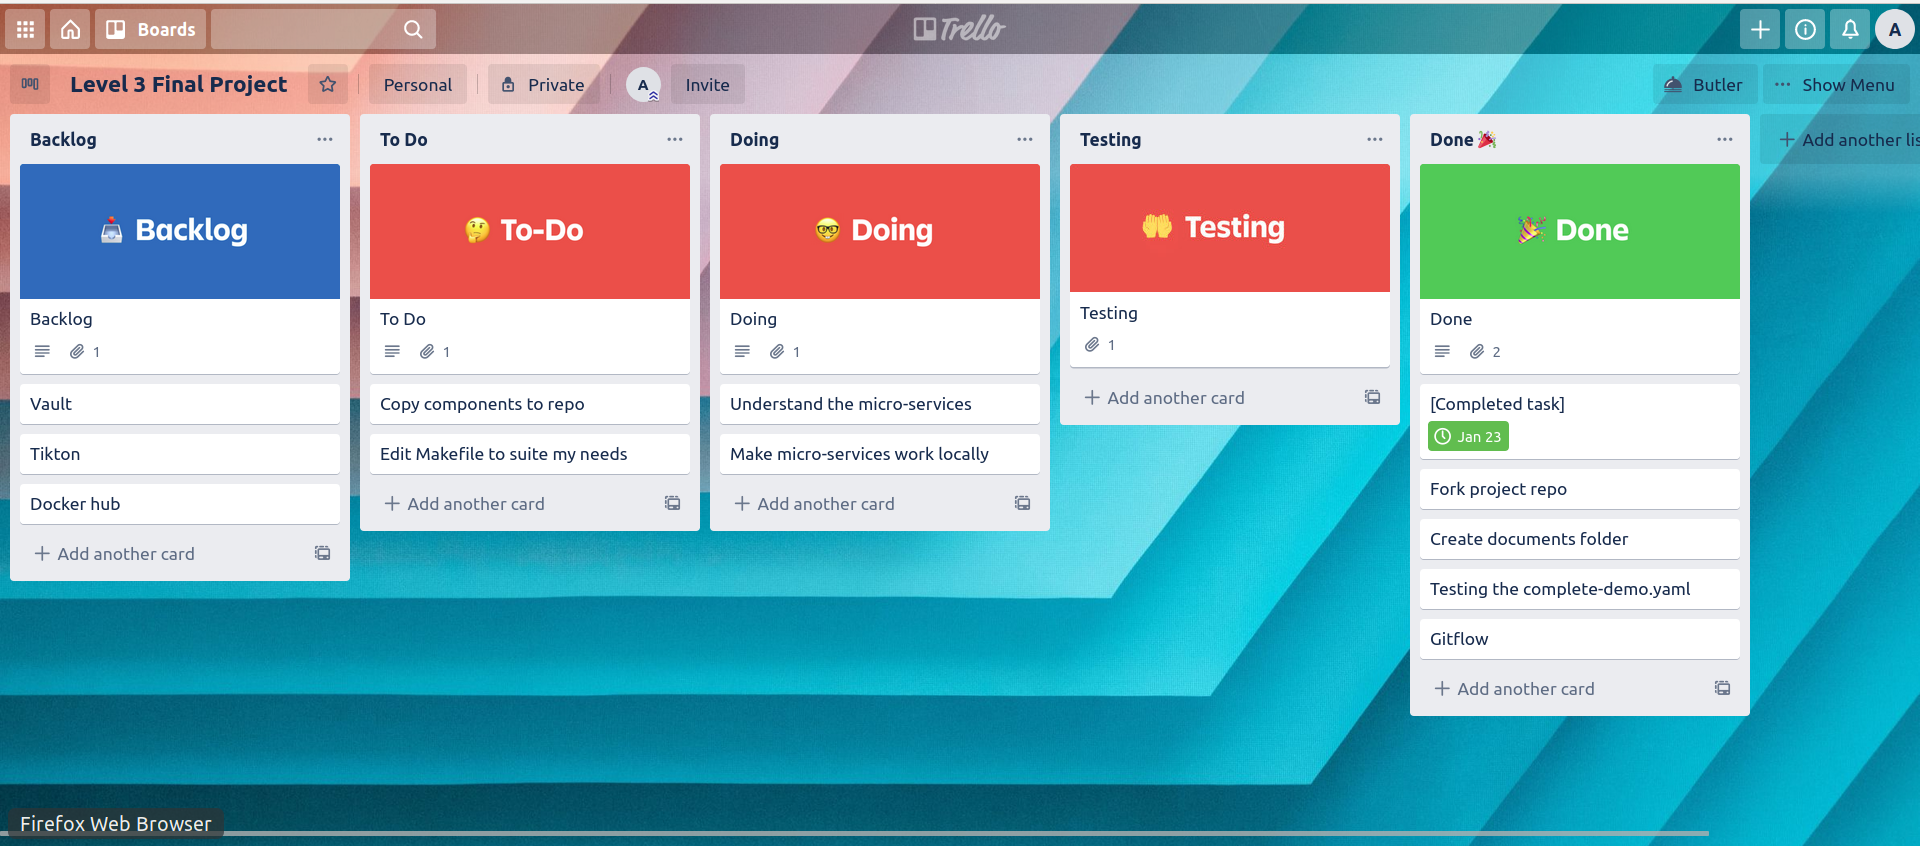 Boards
Trello
A
Level 3 Final Project
Personal
Private
A
Invite
Butler
Show Menu
Backlog
Backlog
Backlog
1
Vault
Tikton
Docker hub
Add another card
To Do
To-Do
To Do
1
Copy components to repo
Edit Makefile to suite my needs
Add another card
Doing
Doing
Doing
1
Understand the micro-services
Make micro-services work locally
Add another card
Testing
Testing
Testing
1
Add another card
Done
Done
Done
2
[Completed task]
Jan 23
Fork project repo
Create documents folder
Testing the complete-demo.yaml
Gitflow
Add another card
Add another lis
Firefox Web Browser